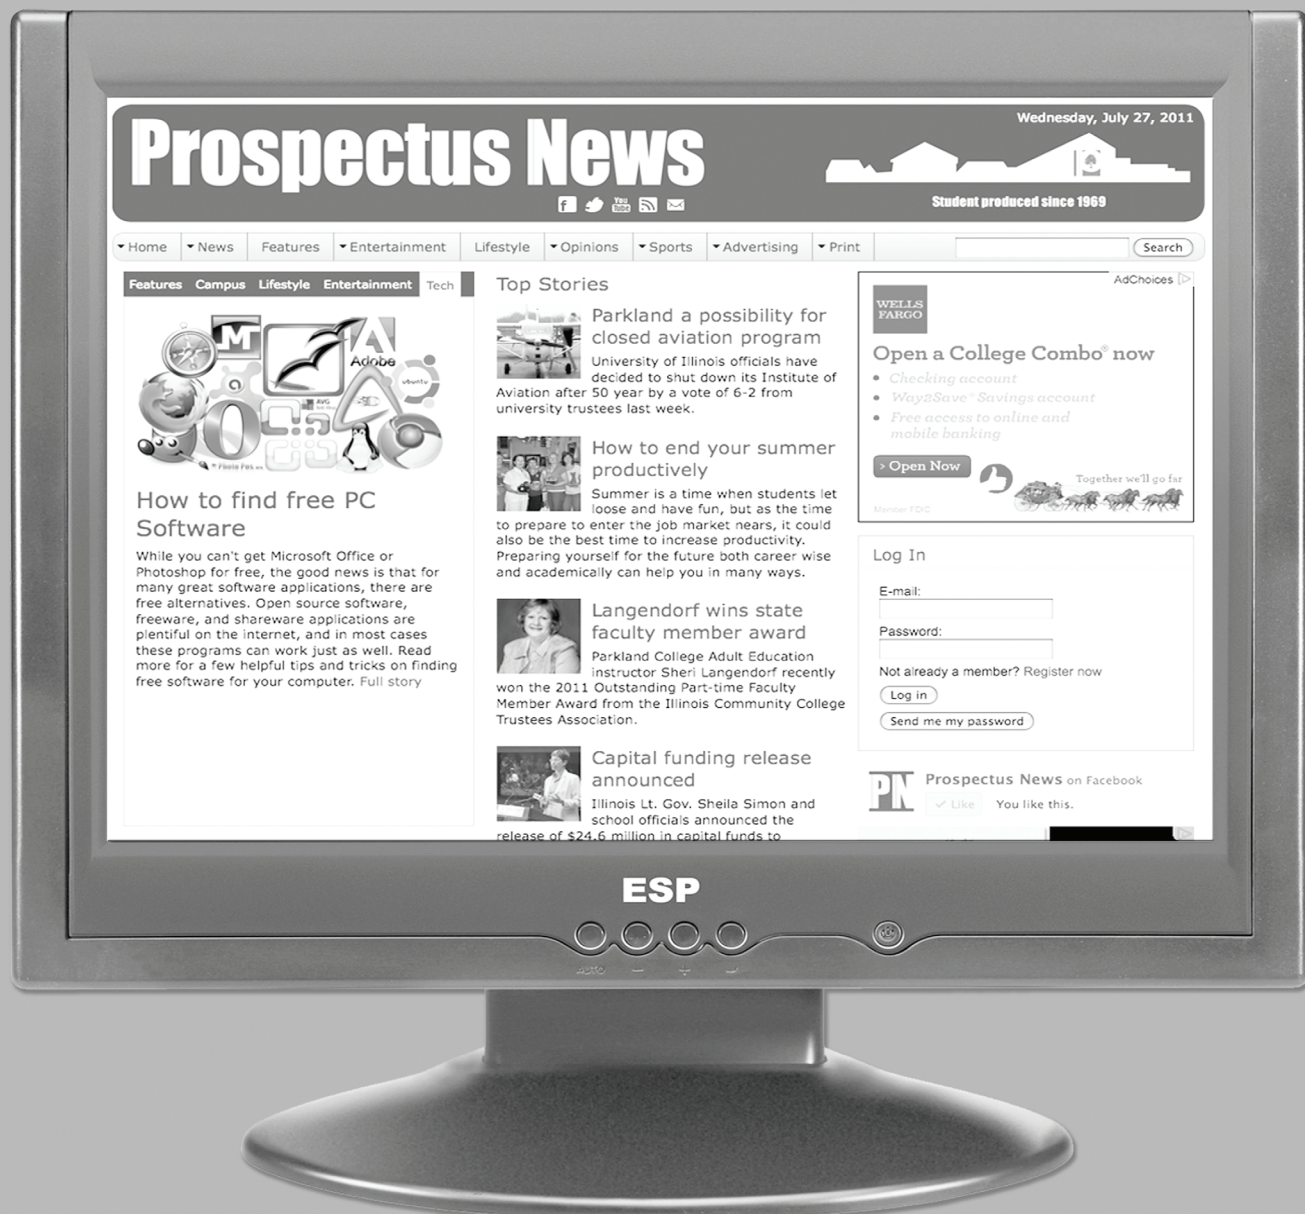 Prospectus News
Wednesday, July 27, 2011
Student produced since 1969
f
You
Tube
Home News Features Entertainment Lifestyle Opinions Sports Advertising Print Search
Features Campus Lifestyle Entertainment Tech
M
Adobe
a
ubuntu
AVG
Photo Pos
How to find free PC
Software
While you can't get Microsoft Office or
Photoshop for free, the good news is that for
many great software applications, there are
free alternatives. Open source software,
freeware, and shareware applications are
plentiful on the internet, and in most cases
these programs can work just as well. Read
more for a few helpful tips and tricks on finding
free software for your computer. Full story
Top Stories
Parkland a possibility for
closed aviation program
University of Illinois officials have
decided to shut down its Institute of
Aviation after 50 year by a vote of 6-2 from
university trustees last week.
How to end your summer
productively
Summer is a time when students let
loose and have fun, but as the time
to prepare to enter the job market nears, it could
also be the best time to increase productivity.
Preparing yourself for the future both career wise
and academically can help you in many ways.
Langendorf wins state
faculty member award
Parkland College Adult Education
instructor Sheri Langendorf recently
won the 2011 Outstanding Part-time Faculty
Member Award from the Illinois Community College
Trustees Association.
Capital funding release
announced
Illinois Lt. Gov. Sheila Simon and
school officials announced the
release of $24.6 million in capital funds to
AdChoices
WELLS
FARGO
Open a College Combo® now
Checking account
Way2Save® Savings account
Free access to online and
mobile banking
> Open Now
Together we'll go far
Member FDIC
Log In
E-mail:
Password:
Not already a member? Register now
Log in
Send me my password
PN
Prospectus News on Facebook
Like You like this.
ESP
AUTO